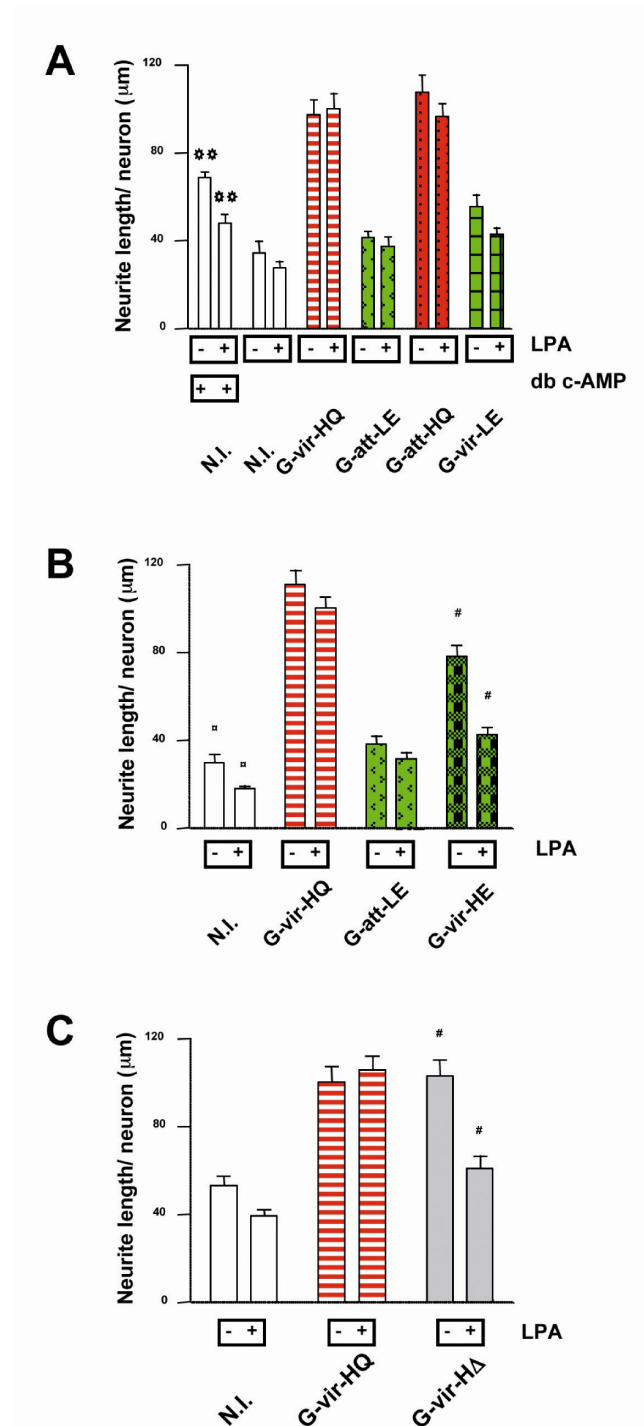 A
Neurite length/ neuron (µm)
120
80
40
0
✡✡
✡✡
- + - + - + - + - + - +
LPA
+ +
db c-AMP
N.I. N.I. G-vir-HQ G-att-LE G-att-HQ G-vir-LE
B
Neurite length/ neuron (µm)
120
80
40
0
¤
¤
#
#
- + - + - + - +
LPA
N.I. G-vir-HQ G-att-LE G-vir-HE
C
Neurite length/ neuron (µm)
120
80
40
0
#
#
- + - + - +
LPA
N.I. G-vir-HQ G-vir-HΔ